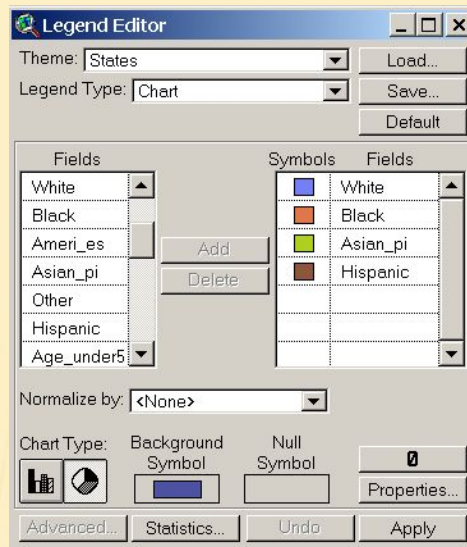 Legend Editor
Theme: States
Load...
Legend Type: Chart
Save...
Default
Fields
Symbols Fields
White
Black
Ameri_es
Asian_pi
Other
Hispanic
Age_under5
Add
Delete
White
Black
Asian_pi
Hispanic
Normalize by: <None>
Chart Type:
Background Symbol
Null Symbol
0
Properties...
Advanced...
Statistics...
Undo
Apply